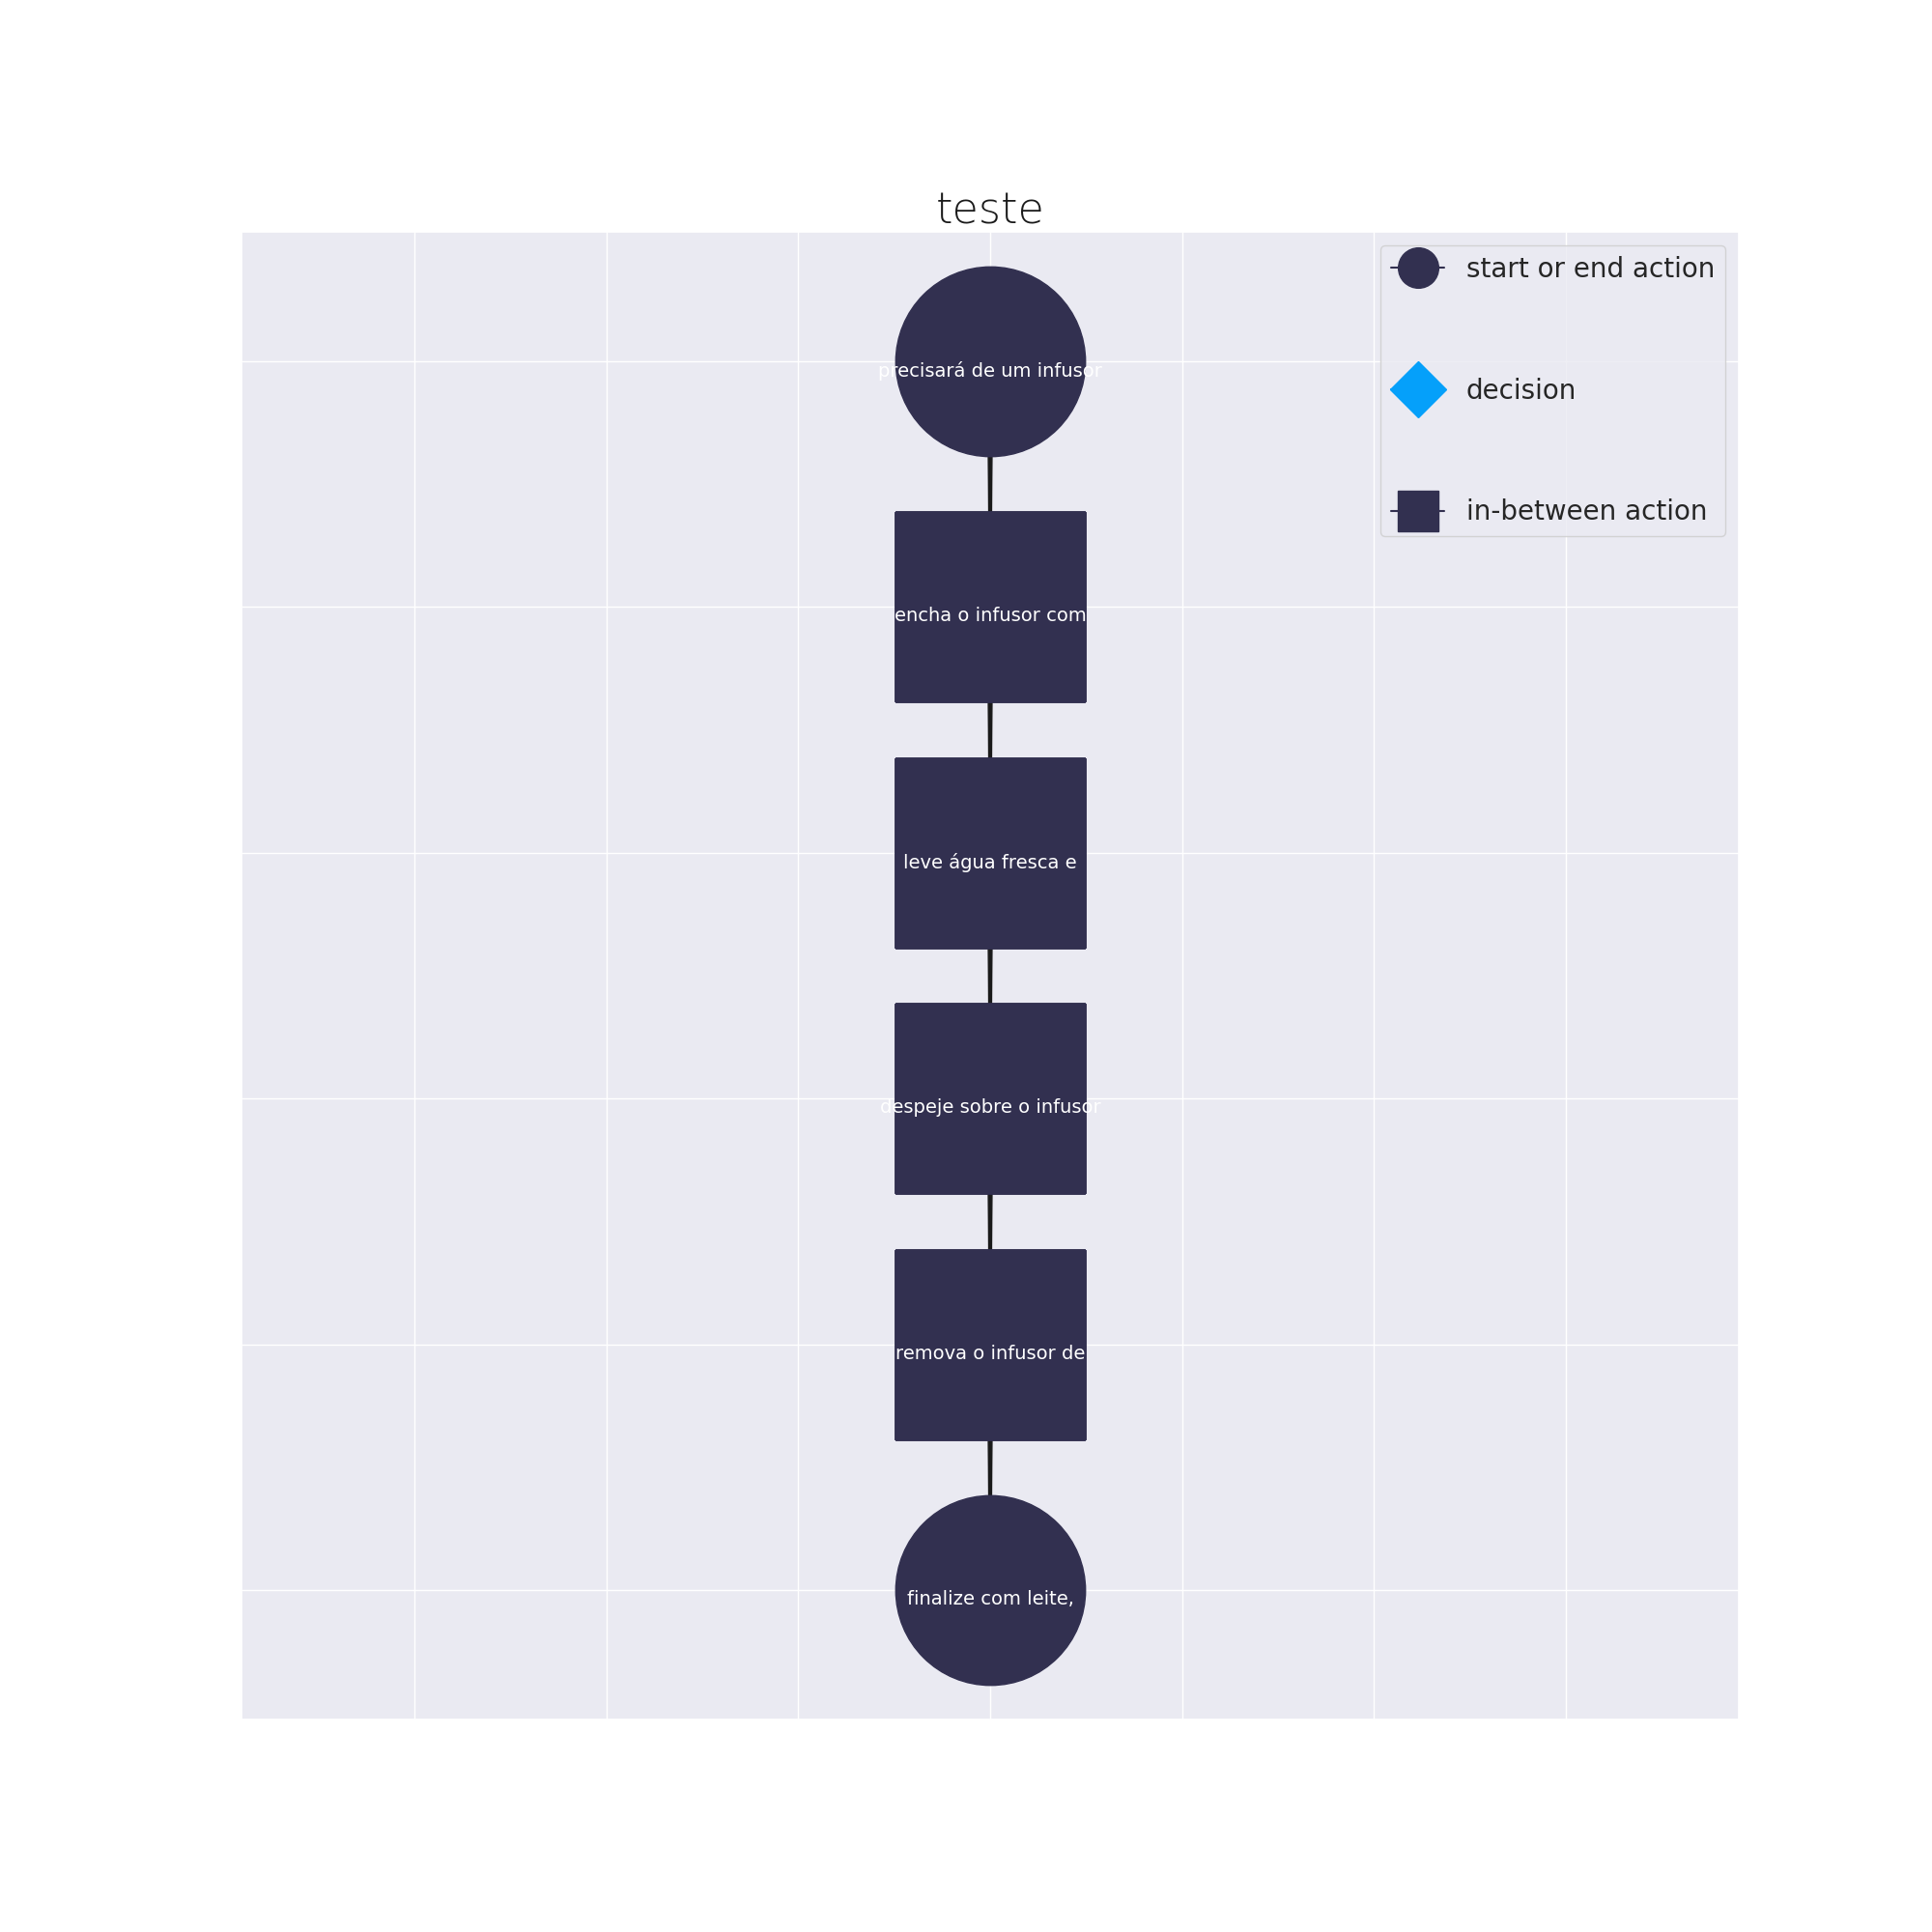 teste
start or end action
decision
in-between action
precisará de um infusor
encha o infusor com
leve água fresca e
despeje sobre o infusor
remova o infusor de
finalize com leite,